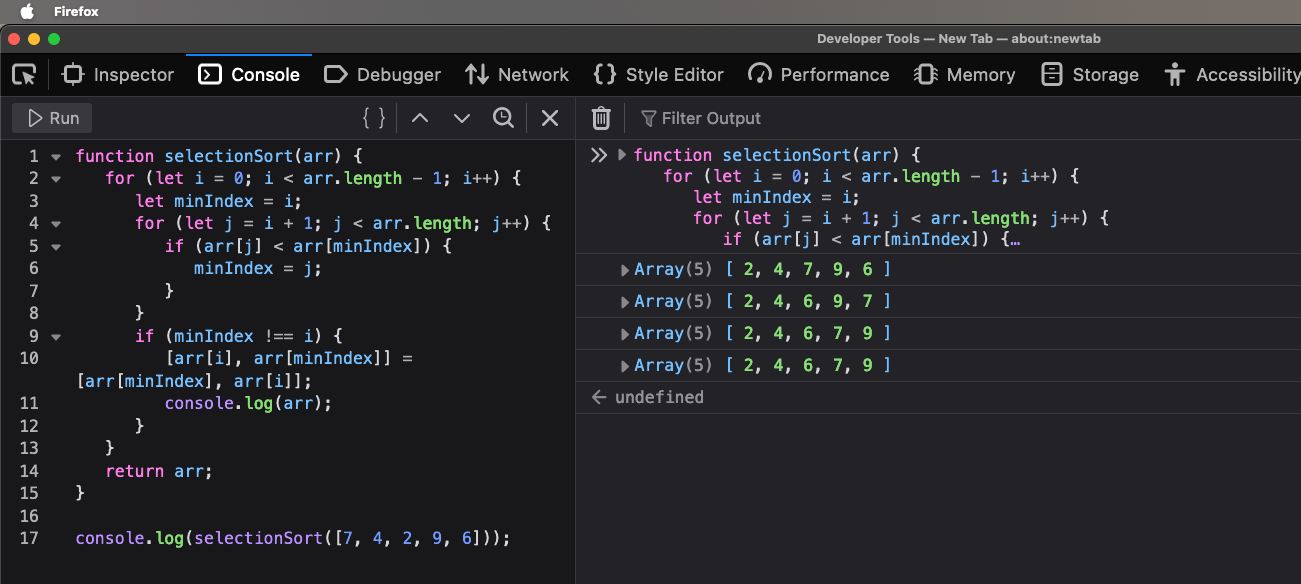 Firefox
Developer Tools — New Tab — about:newtab
Inspector Console Debugger Network {} Style Editor Performance Memory Storage Accessibility
Run { } Filter Output
1 function selectionSort(arr) {
2 for (let i = 0; i < arr.length - 1; i++) {
3 let minIndex = i;
4 for (let j = i + 1; j < arr.length; j++) {
5 if (arr[j] < arr[minIndex]) {
6 minIndex = j;
7 }
8 }
9 if (minIndex !== i) {
10 [arr[i], arr[minIndex]] =
[arr[minIndex], arr[i]];
11 console.log(arr);
12 }
13 }
14 return arr;
15 }
16
17 console.log(selectionSort([7, 4, 2, 9, 6]));
function selectionSort(arr) {
for (let i = 0; i < arr.length - 1; i++) {
let minIndex = i;
for (let j = i + 1; j < arr.length; j++) {
if (arr[j] < arr[minIndex]) {…
Array(5) [ 2, 4, 7, 9, 6 ]
Array(5) [ 2, 4, 6, 9, 7 ]
Array(5) [ 2, 4, 6, 7, 9 ]
Array(5) [ 2, 4, 6, 7, 9 ]
undefined